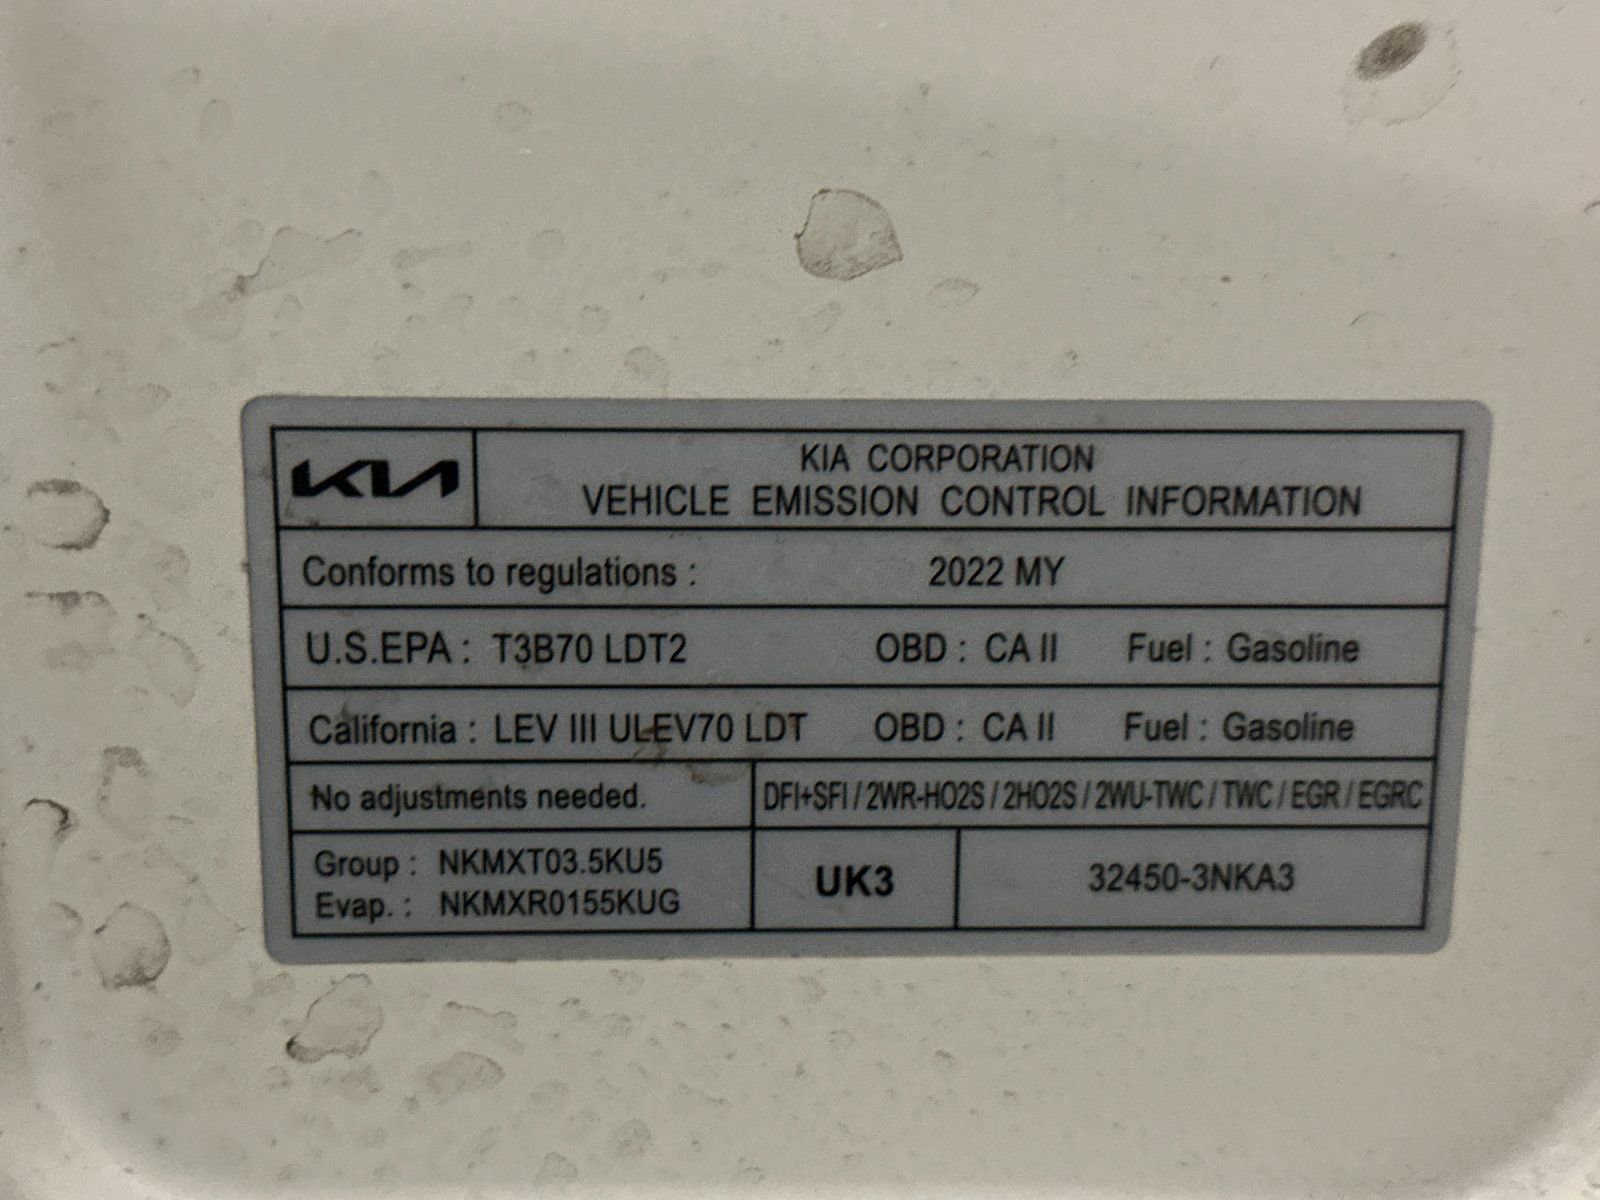 KIA
KIA CORPORATION
VEHICLE EMISSION CONTROL INFORMATION
Conforms to regulations : 2022 MY
U.S.EPA : T3B70 LDT2 OBD : CA II Fuel : Gasoline
California : LEV III ULEV70 LDT OBD : CA II Fuel : Gasoline
No adjustments needed. DFI+SFI / 2WR-HO2S / 2HO2S / 2WU-TWC / TWC / EGR / EGRC
Group : NKMXT03.5KU5
Evap. : NKMXR0155KUG
UK3
32450-3NKA3